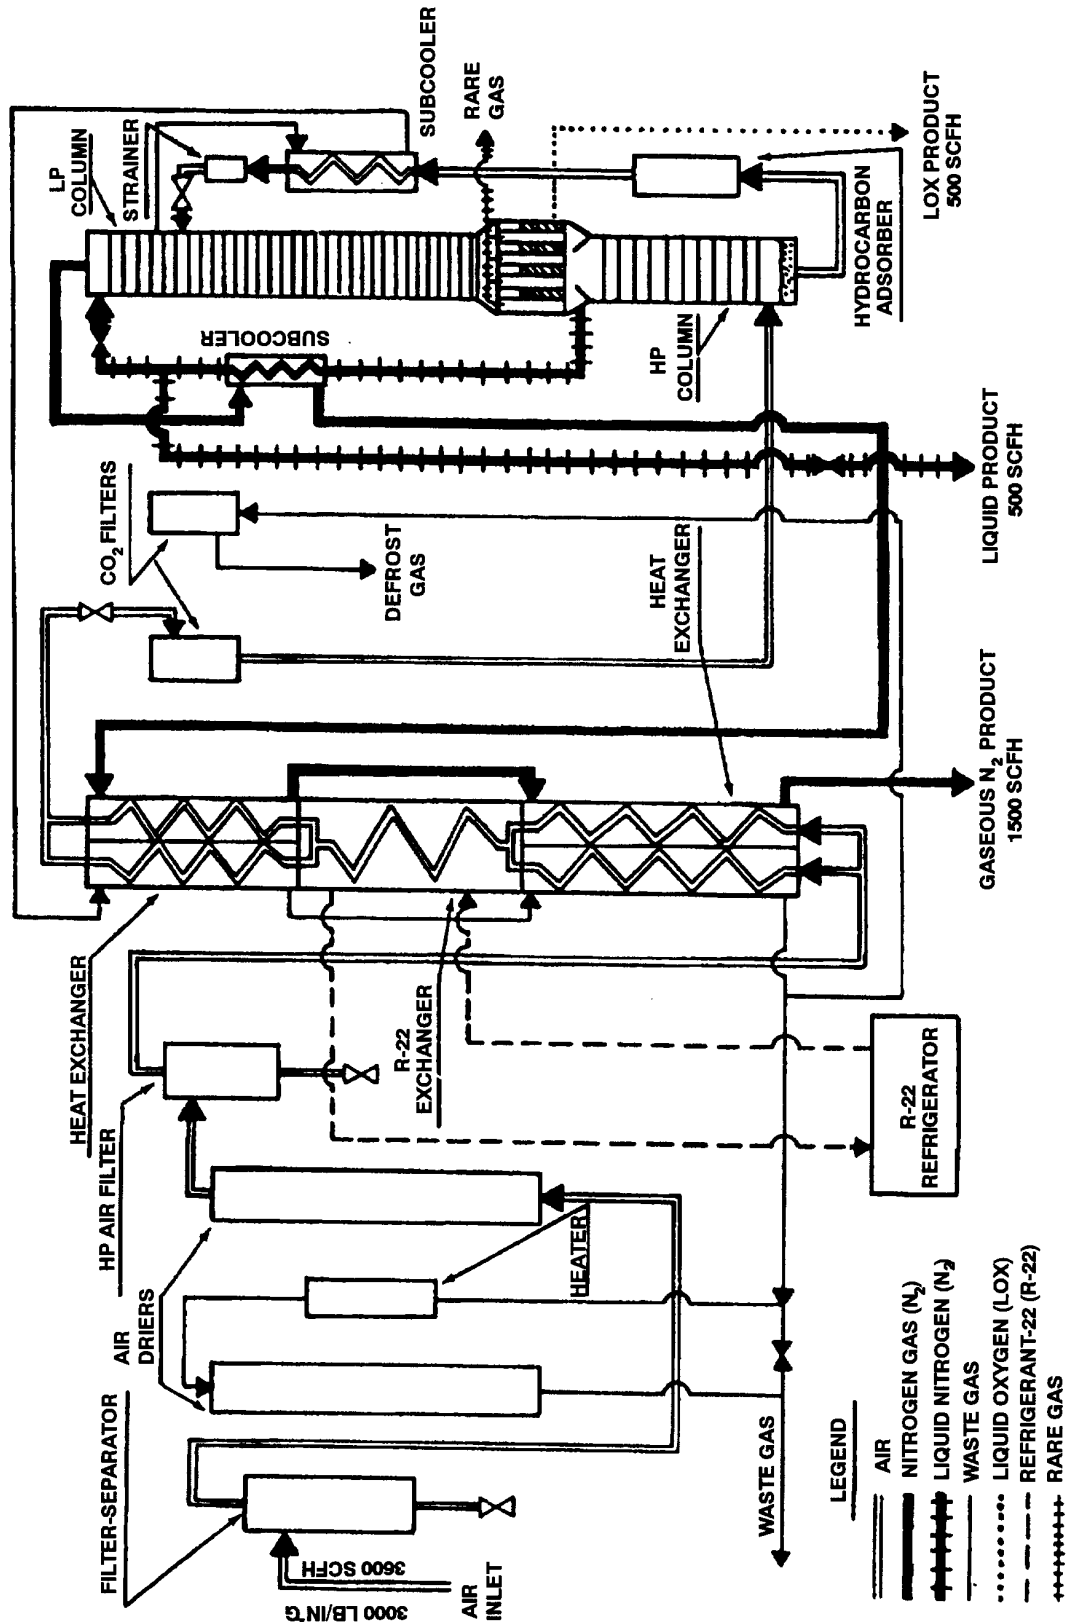 FILTER-SEPARATOR
3600 SCFH
3000 LB/IN²G
AIR
INLET
AIR
DRIERS
HP AIR FILTER
HEAT EXCHANGER
HEATER
R-22
EXCHANGER
R-22
REFRIGERATOR
WASTE GAS
CO₂ FILTERS
DEFROST
GAS
HEAT
EXCHANGER
GASEOUS N₂ PRODUCT
1500 SCFH
LP
COLUMN
STRAINER
SUBCOOLER
SUBCOOLER
RARE
GAS
HP
COLUMN
HYDROCARBON
ADSORBER
LIQUID PRODUCT
500 SCFH
LOX PRODUCT
500 SCFH
LEGEND
AIR
NITROGEN GAS (N₂)
LIQUID NITROGEN (N₂)
WASTE GAS
LIQUID OXYGEN (LOX)
REFRIGERANT-22 (R-22)
RARE GAS